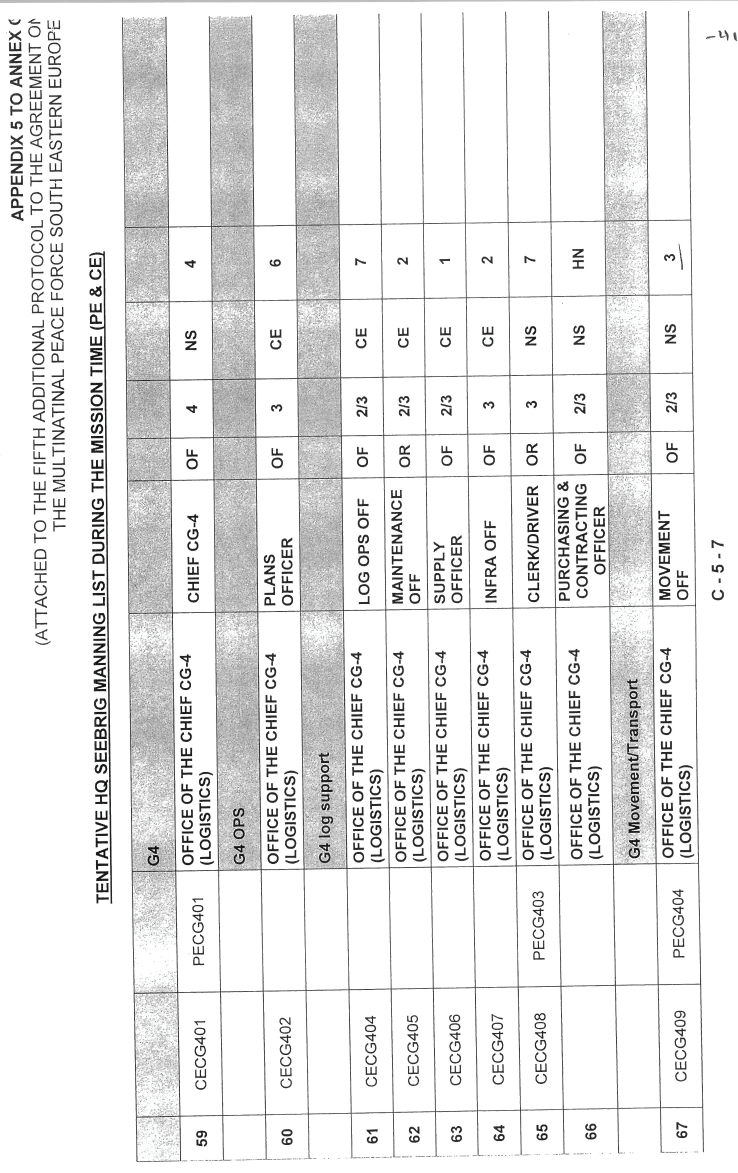 APPENDIX 5 TO ANNEX C
(ATTACHED TO THE FIFTH ADDITIONAL PROTOCOL TO THE AGREEMENT ON
THE MULTINATINAL PEACE FORCE SOUTH EASTERN EUROPE
TENTATIVE HQ SEEBRIG MANNING LIST DURING THE MISSION TIME (PE & CE)
G4
59 CECG401 PECG401 OFFICE OF THE CHIEF CG-4 (LOGISTICS) CHIEF CG-4 OF 4 NS 4
G4 OPS
60 CECG402 OFFICE OF THE CHIEF CG-4 (LOGISTICS) PLANS OFFICER OF 3 CE 6
G4 log support
61 CECG404 OFFICE OF THE CHIEF CG-4 (LOGISTICS) LOG OPS OFF OF 2/3 CE 7
62 CECG405 OFFICE OF THE CHIEF CG-4 (LOGISTICS) MAINTENANCE OFF OR 2/3 CE 2
63 CECG406 OFFICE OF THE CHIEF CG-4 (LOGISTICS) SUPPLY OFFICER OF 2/3 CE 1
64 CECG407 OFFICE OF THE CHIEF CG-4 (LOGISTICS) INFRA OFF OF 3 CE 2
65 CECG408 PECG403 OFFICE OF THE CHIEF CG-4 (LOGISTICS) CLERK/DRIVER OR 3 NS 7
66 OFFICE OF THE CHIEF CG-4 (LOGISTICS) PURCHASING & CONTRACTING OFFICER OF 2/3 NS HN
G4 Movement/Transport
67 CECG409 PECG404 OFFICE OF THE CHIEF CG-4 (LOGISTICS) MOVEMENT OFF OF 2/3 NS 3
C - 5 - 7